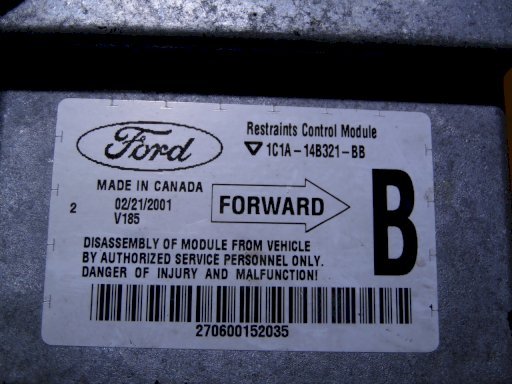 Ford
Restraints Control Module
1C1A-14B321-BB
MADE IN CANADA
2
02/21/2001
V185
FORWARD
B
DISASSEMBLY OF MODULE FROM VEHICLE
BY AUTHORIZED SERVICE PERSONNEL ONLY.
DANGER OF INJURY AND MALFUNCTION!
270600152035